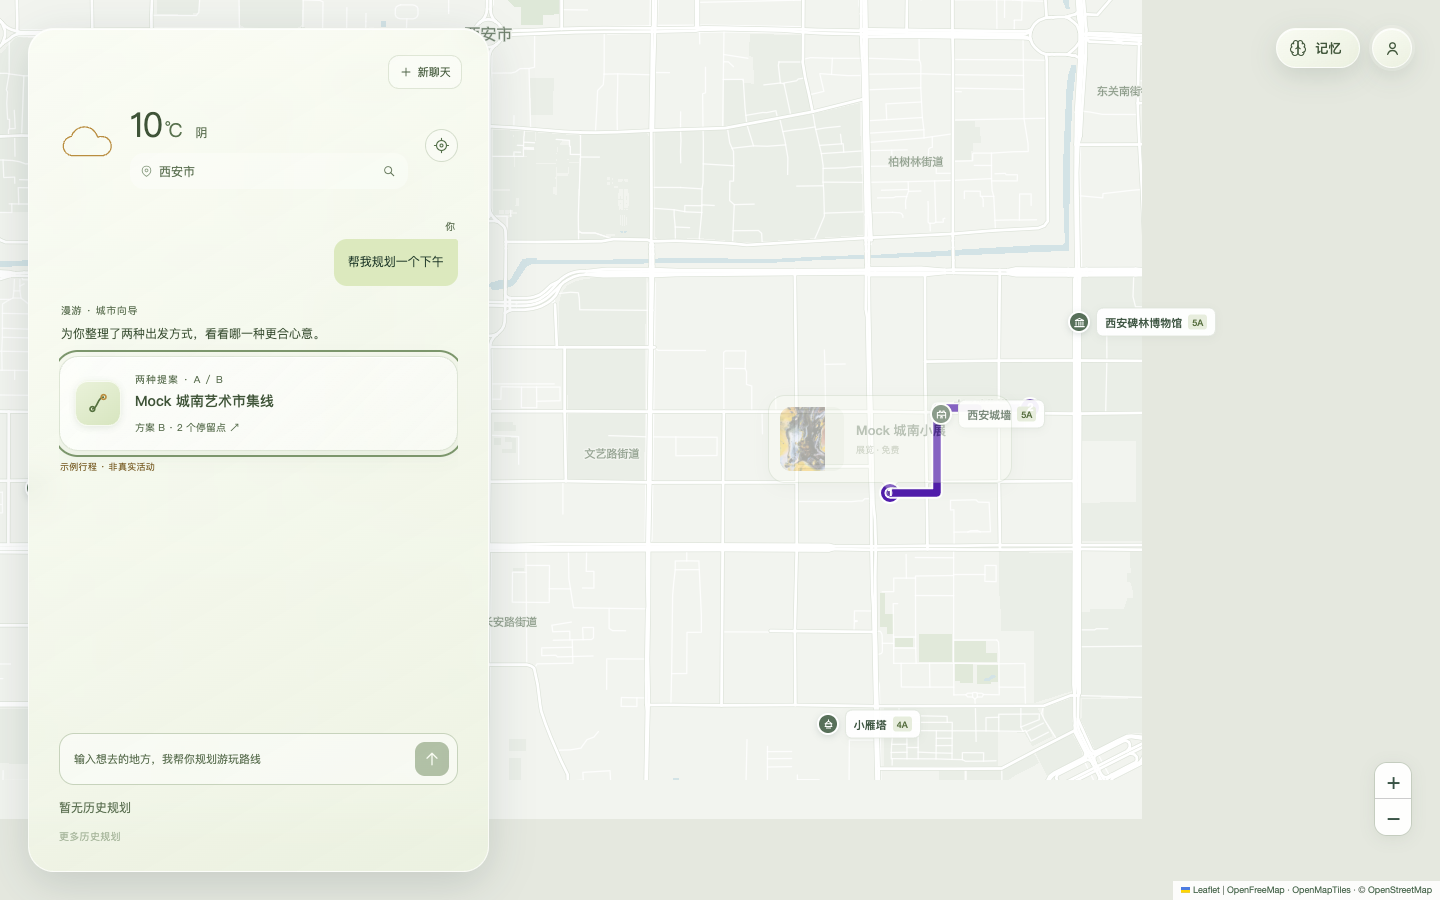 新聊天
10°C 阴
西安市
你
帮我规划一个下午
漫游 · 城市向导
为你整理了两种出发方式，看看哪一种更合心意。
两种提案 · A / B
Mock 城南艺术市集线
方案 B · 2 个停留点 ↗
示例行程 · 非真实活动
输入想去的地方，我帮你规划游玩路线
暂无历史规划
更多历史规划
西安市
记忆
东关南街
柏树林街道
西安碑林博物馆 5A
西安城墙 5A
Mock 城南小展
展览 · 免费
文艺路街道
长安路街道
小雁塔 4A
+
−
Leaflet | OpenFreeMap · OpenMapTiles · © OpenStreetMap